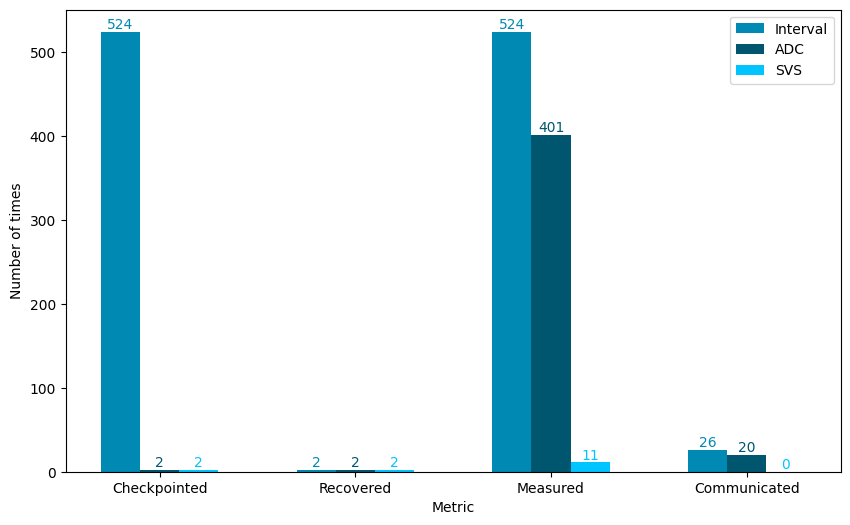 Interval
ADC
SVS
Number of times
500
400
300
200
100
0
524
2
2
2
2
2
524
401
11
26
20
0
Checkpointed
Recovered
Measured
Communicated
Metric